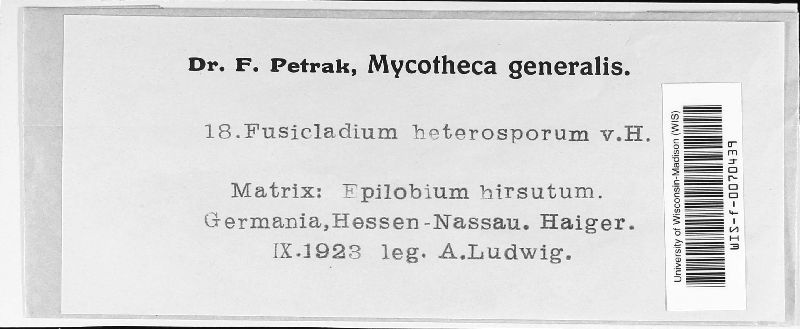 Dr. F. Petrak, Mycotheca generalis.
18.Fusicladium heterosporum v.H.
Matrix: Epilobium hirsutum.
Germania,Hessen-Nassau. Haiger.
IX.1923 leg. A.Ludwig.
University of Wisconsin-Madison (WIS)
WIS-f-0070439